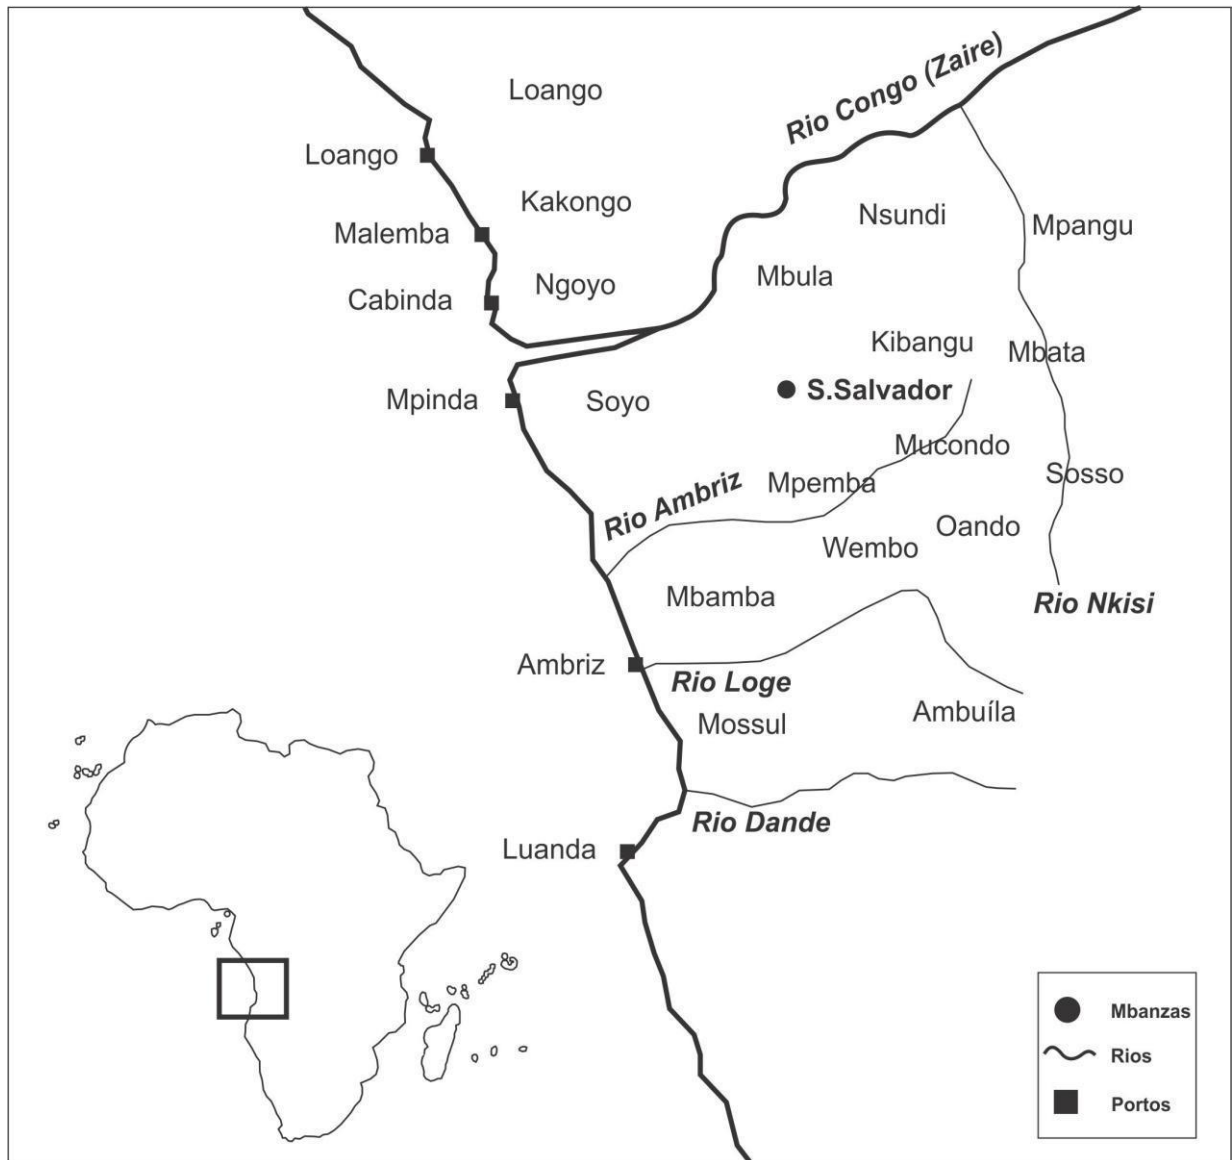 Loango
Rio Congo (Zaire)
Loango
Kakongo
Nsundi
Mpangu
Malemba
Mbula
Ngoyo
Cabinda
Kibangu
Mbata
S.Salvador
Mpinda
Soyo
Mucondo
Sosso
Mpemba
Rio Ambriz
Oando
Wembo
Mbamba
Rio Nkisi
Ambriz
Rio Loge
Ambuíla
Mossul
Rio Dande
Luanda
Mbanzas
Rios
Portos